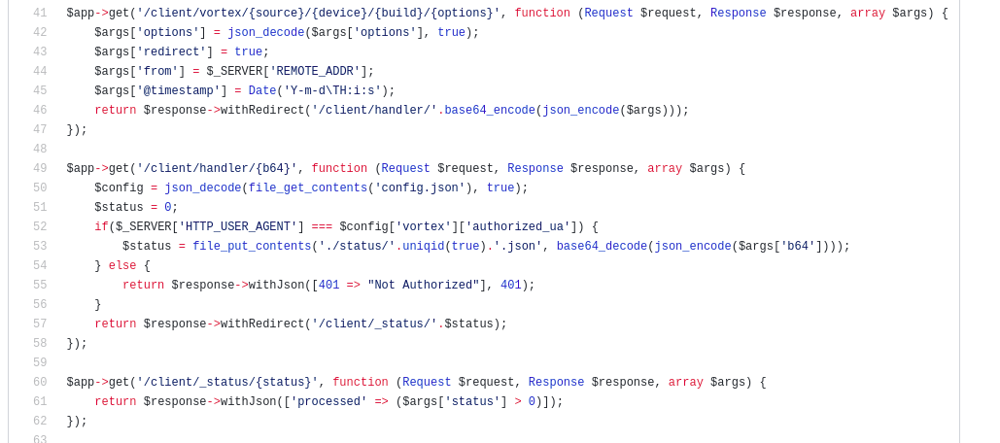 41 $app->get('/client/vortex/{source}/{device}/{build}/{options}', function (Request $request, Response $response, array $args) {
42     $args['options'] = json_decode($args['options'], true);
43     $args['redirect'] = true;
44     $args['from'] = $_SERVER['REMOTE_ADDR'];
45     $args['@timestamp'] = Date('Y-m-d\TH:i:s');
46     return $response->withRedirect('/client/handler/'.base64_encode(json_encode($args)));
47 });
48
49 $app->get('/client/handler/{b64}', function (Request $request, Response $response, array $args) {
50     $config = json_decode(file_get_contents('config.json'), true);
51     $status = 0;
52     if($_SERVER['HTTP_USER_AGENT'] === $config['vortex']['authorized_ua']) {
53         $status = file_put_contents('./status/'.uniqid(true).'.json', base64_decode(json_encode($args['b64'])));
54     } else {
55         return $response->withJson([401 => "Not Authorized"], 401);
56     }
57     return $response->withRedirect('/client/_status/'.$status);
58 });
59
60 $app->get('/client/_status/{status}', function (Request $request, Response $response, array $args) {
61     return $response->withJson(['processed' => ($args['status'] > 0)]);
62 });
63